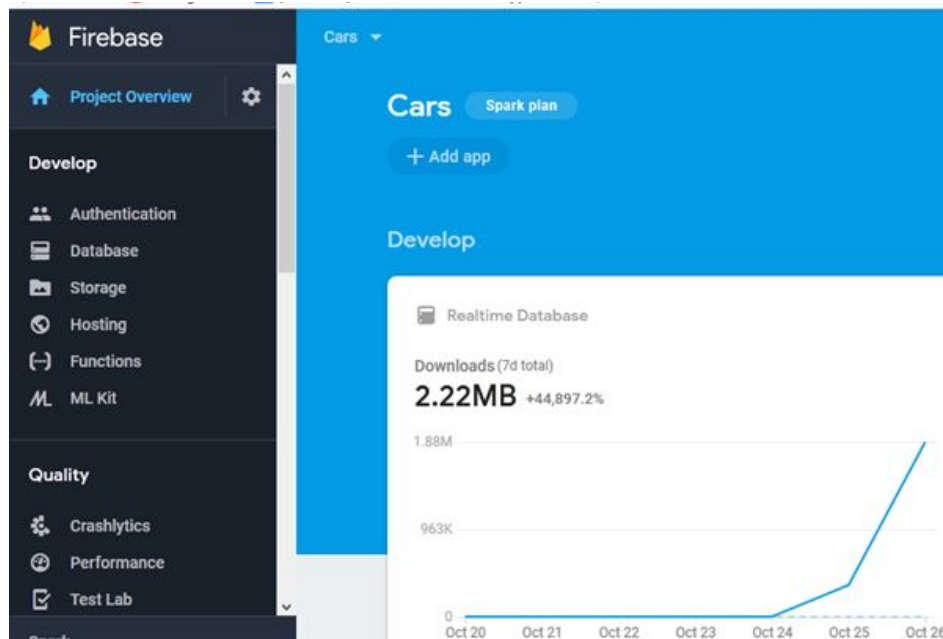 Firebase
Project Overview
Develop
Authentication
Database
Storage
Hosting
Functions
ML Kit
Quality
Crashlytics
Performance
Test Lab
Cars
Cars Spark plan
+ Add app
Develop
Realtime Database
Downloads (7d total)
2.22MB +44,897.2%
1.88M
963K
0
Oct 20 Oct 21 Oct 22 Oct 23 Oct 24 Oct 25 Oct 26